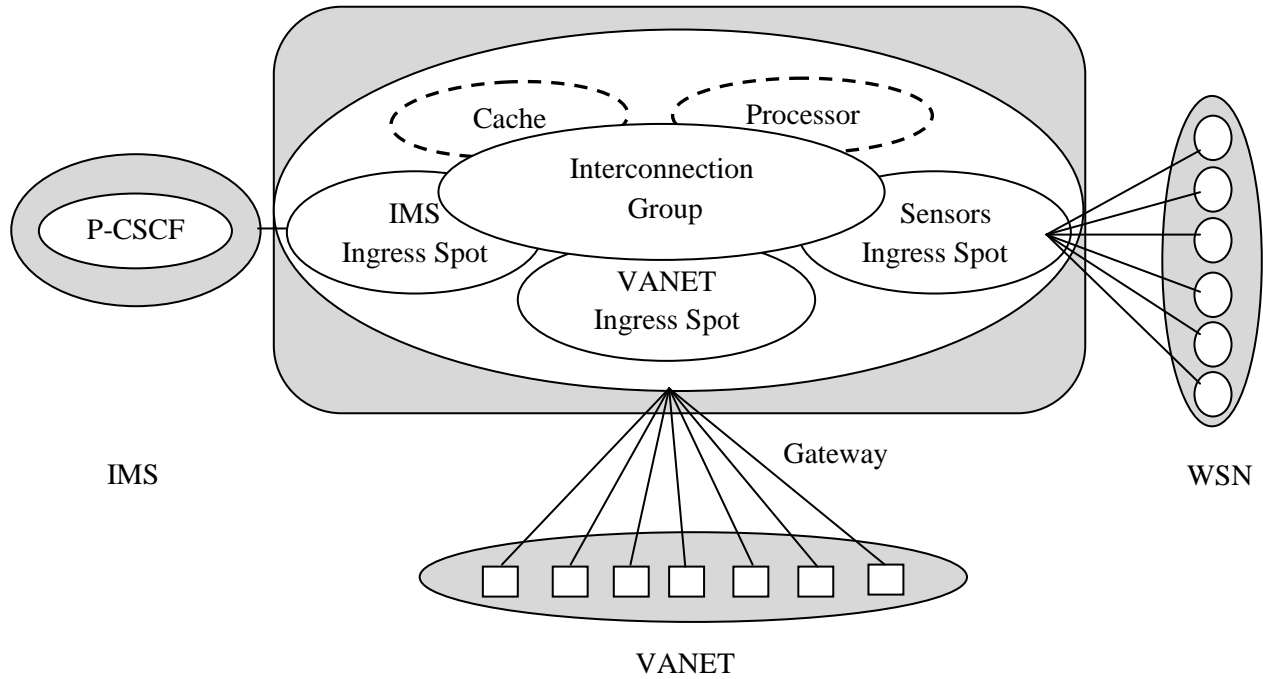 Cache
Processor
Interconnection
Group
P-CSCF
IMS
Ingress Spot
Sensors
Ingress Spot
VANET
Ingress Spot
Gateway
IMS
WSN
VANET